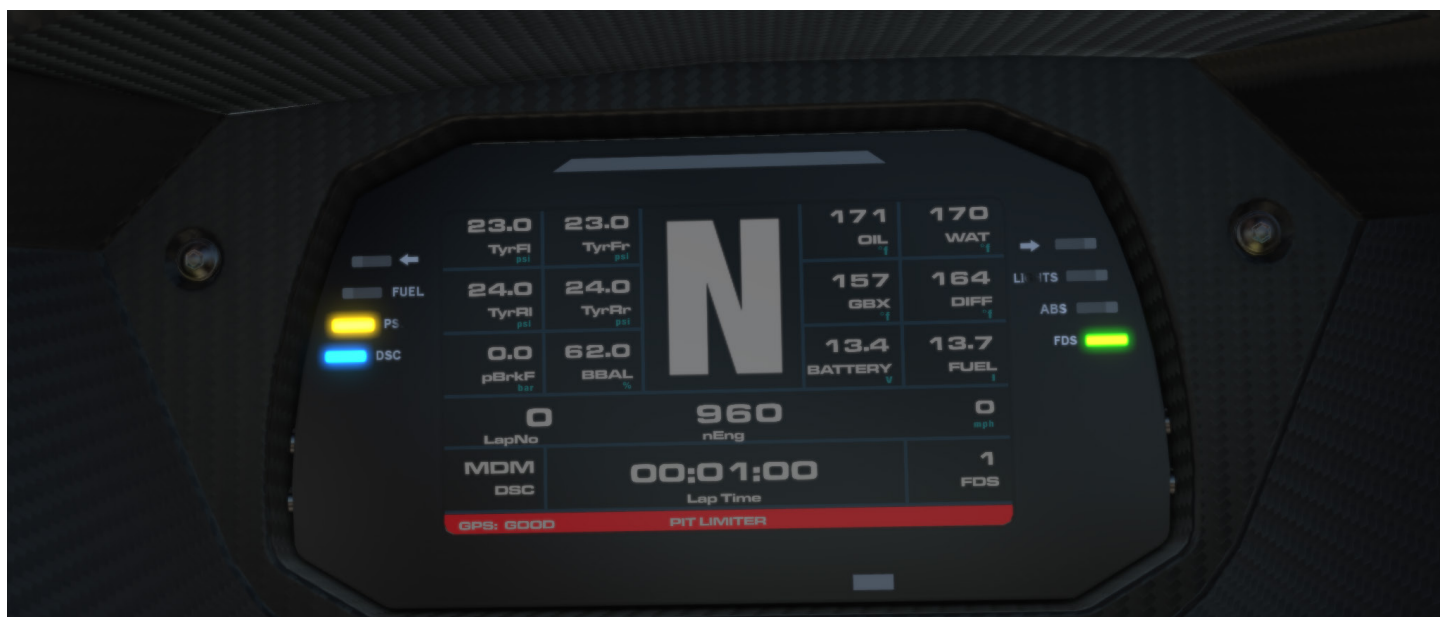 23.0 23.0 171 170
TyrFl TyrFr OIL WAT
psi psi °f °f
← →
24.0 24.0 157 164
FUEL
TyrRl TyrRr GBX DIFF
psi psi °f °f
ABS
DSC FDS
0.0 62.0 13.4 13.7
pBrkF BBAL BATTERY FUEL
bar % V l
N
0 960 0
LapNo nEng mph
MDM 00:01:00 1
DSC Lap Time FDS
GPS: GOOD PIT LIMITER